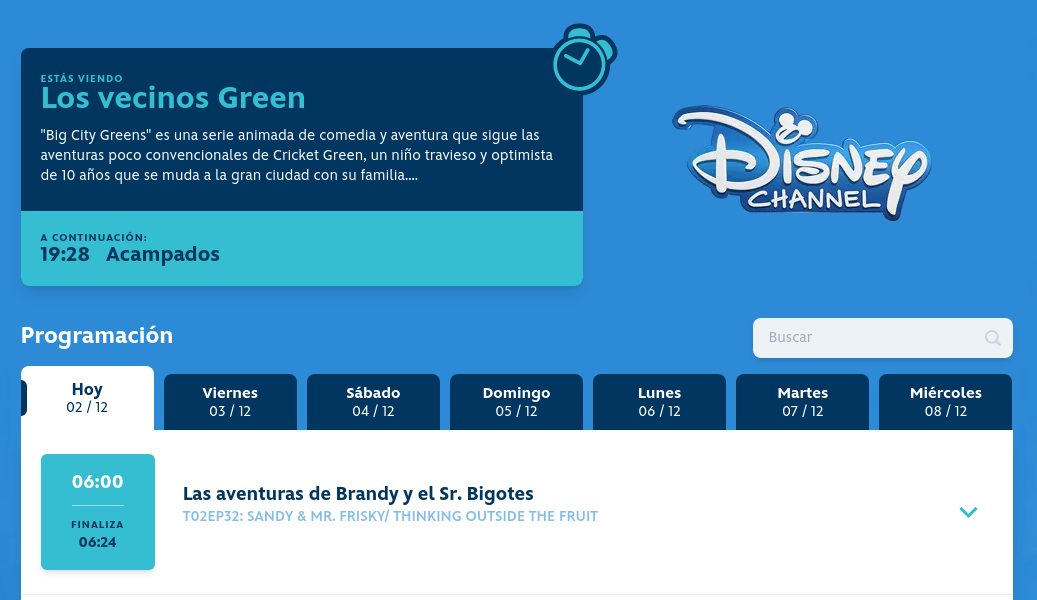 ESTÁS VIENDO
Los vecinos Green
"Big City Greens" es una serie animada de comedia y aventura que sigue las
aventuras poco convencionales de Cricket Green, un niño travieso y optimista
de 10 años que se muda a la gran ciudad con su familia....
A CONTINUACIÓN:
19:28 Acampados
DISNEY
CHANNEL
Programación
Buscar
Hoy
02 / 12
Viernes
03 / 12
Sábado
04 / 12
Domingo
05 / 12
Lunes
06 / 12
Martes
07 / 12
Miércoles
08 / 12
06:00
FINALIZA
06:24
Las aventuras de Brandy y el Sr. Bigotes
T02EP32: SANDY & MR. FRISKY/ THINKING OUTSIDE THE FRUIT